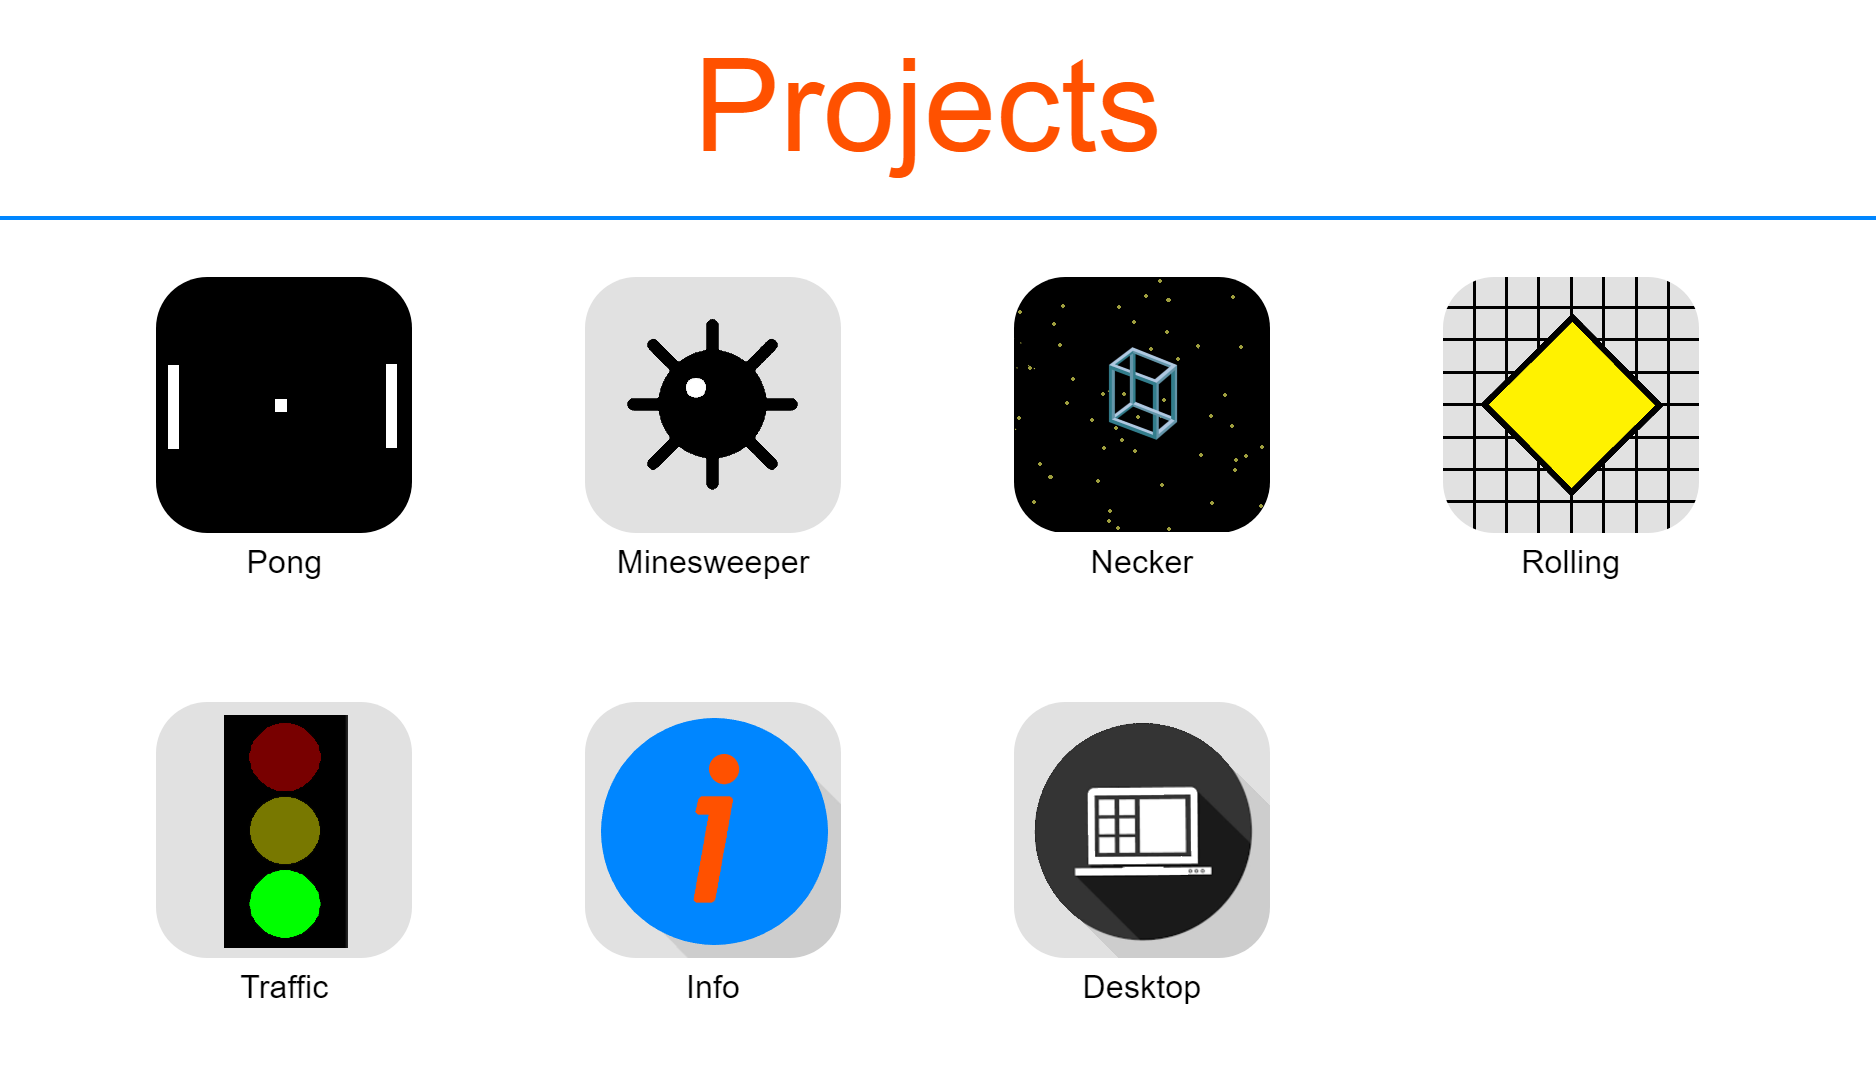 Projects
Pong
Minesweeper
Necker
Rolling
Traffic
i
Info
Desktop